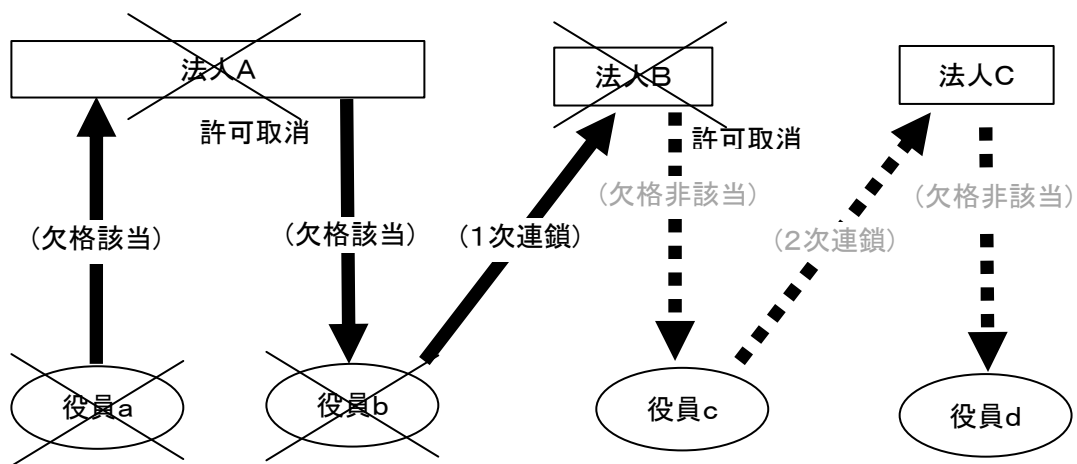 法人A
法人B
法人C
許可取消
許可取消
(欠格該当)
(欠格該当)
(1次連鎖)
(欠格非該当)
(2次連鎖)
(欠格非該当)
役員a
役員b
役員c
役員d